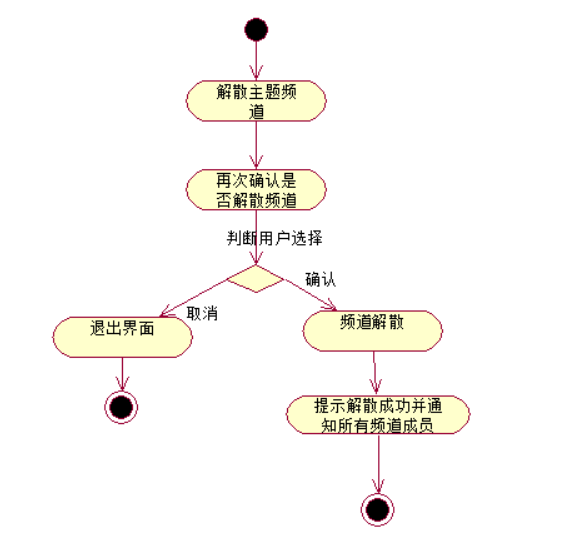 解散主题频
道
再次确认是
否解散频道
判断用户选择
确认
取消
退出界面
频道解散
提示解散成功并通
知所有频道成员